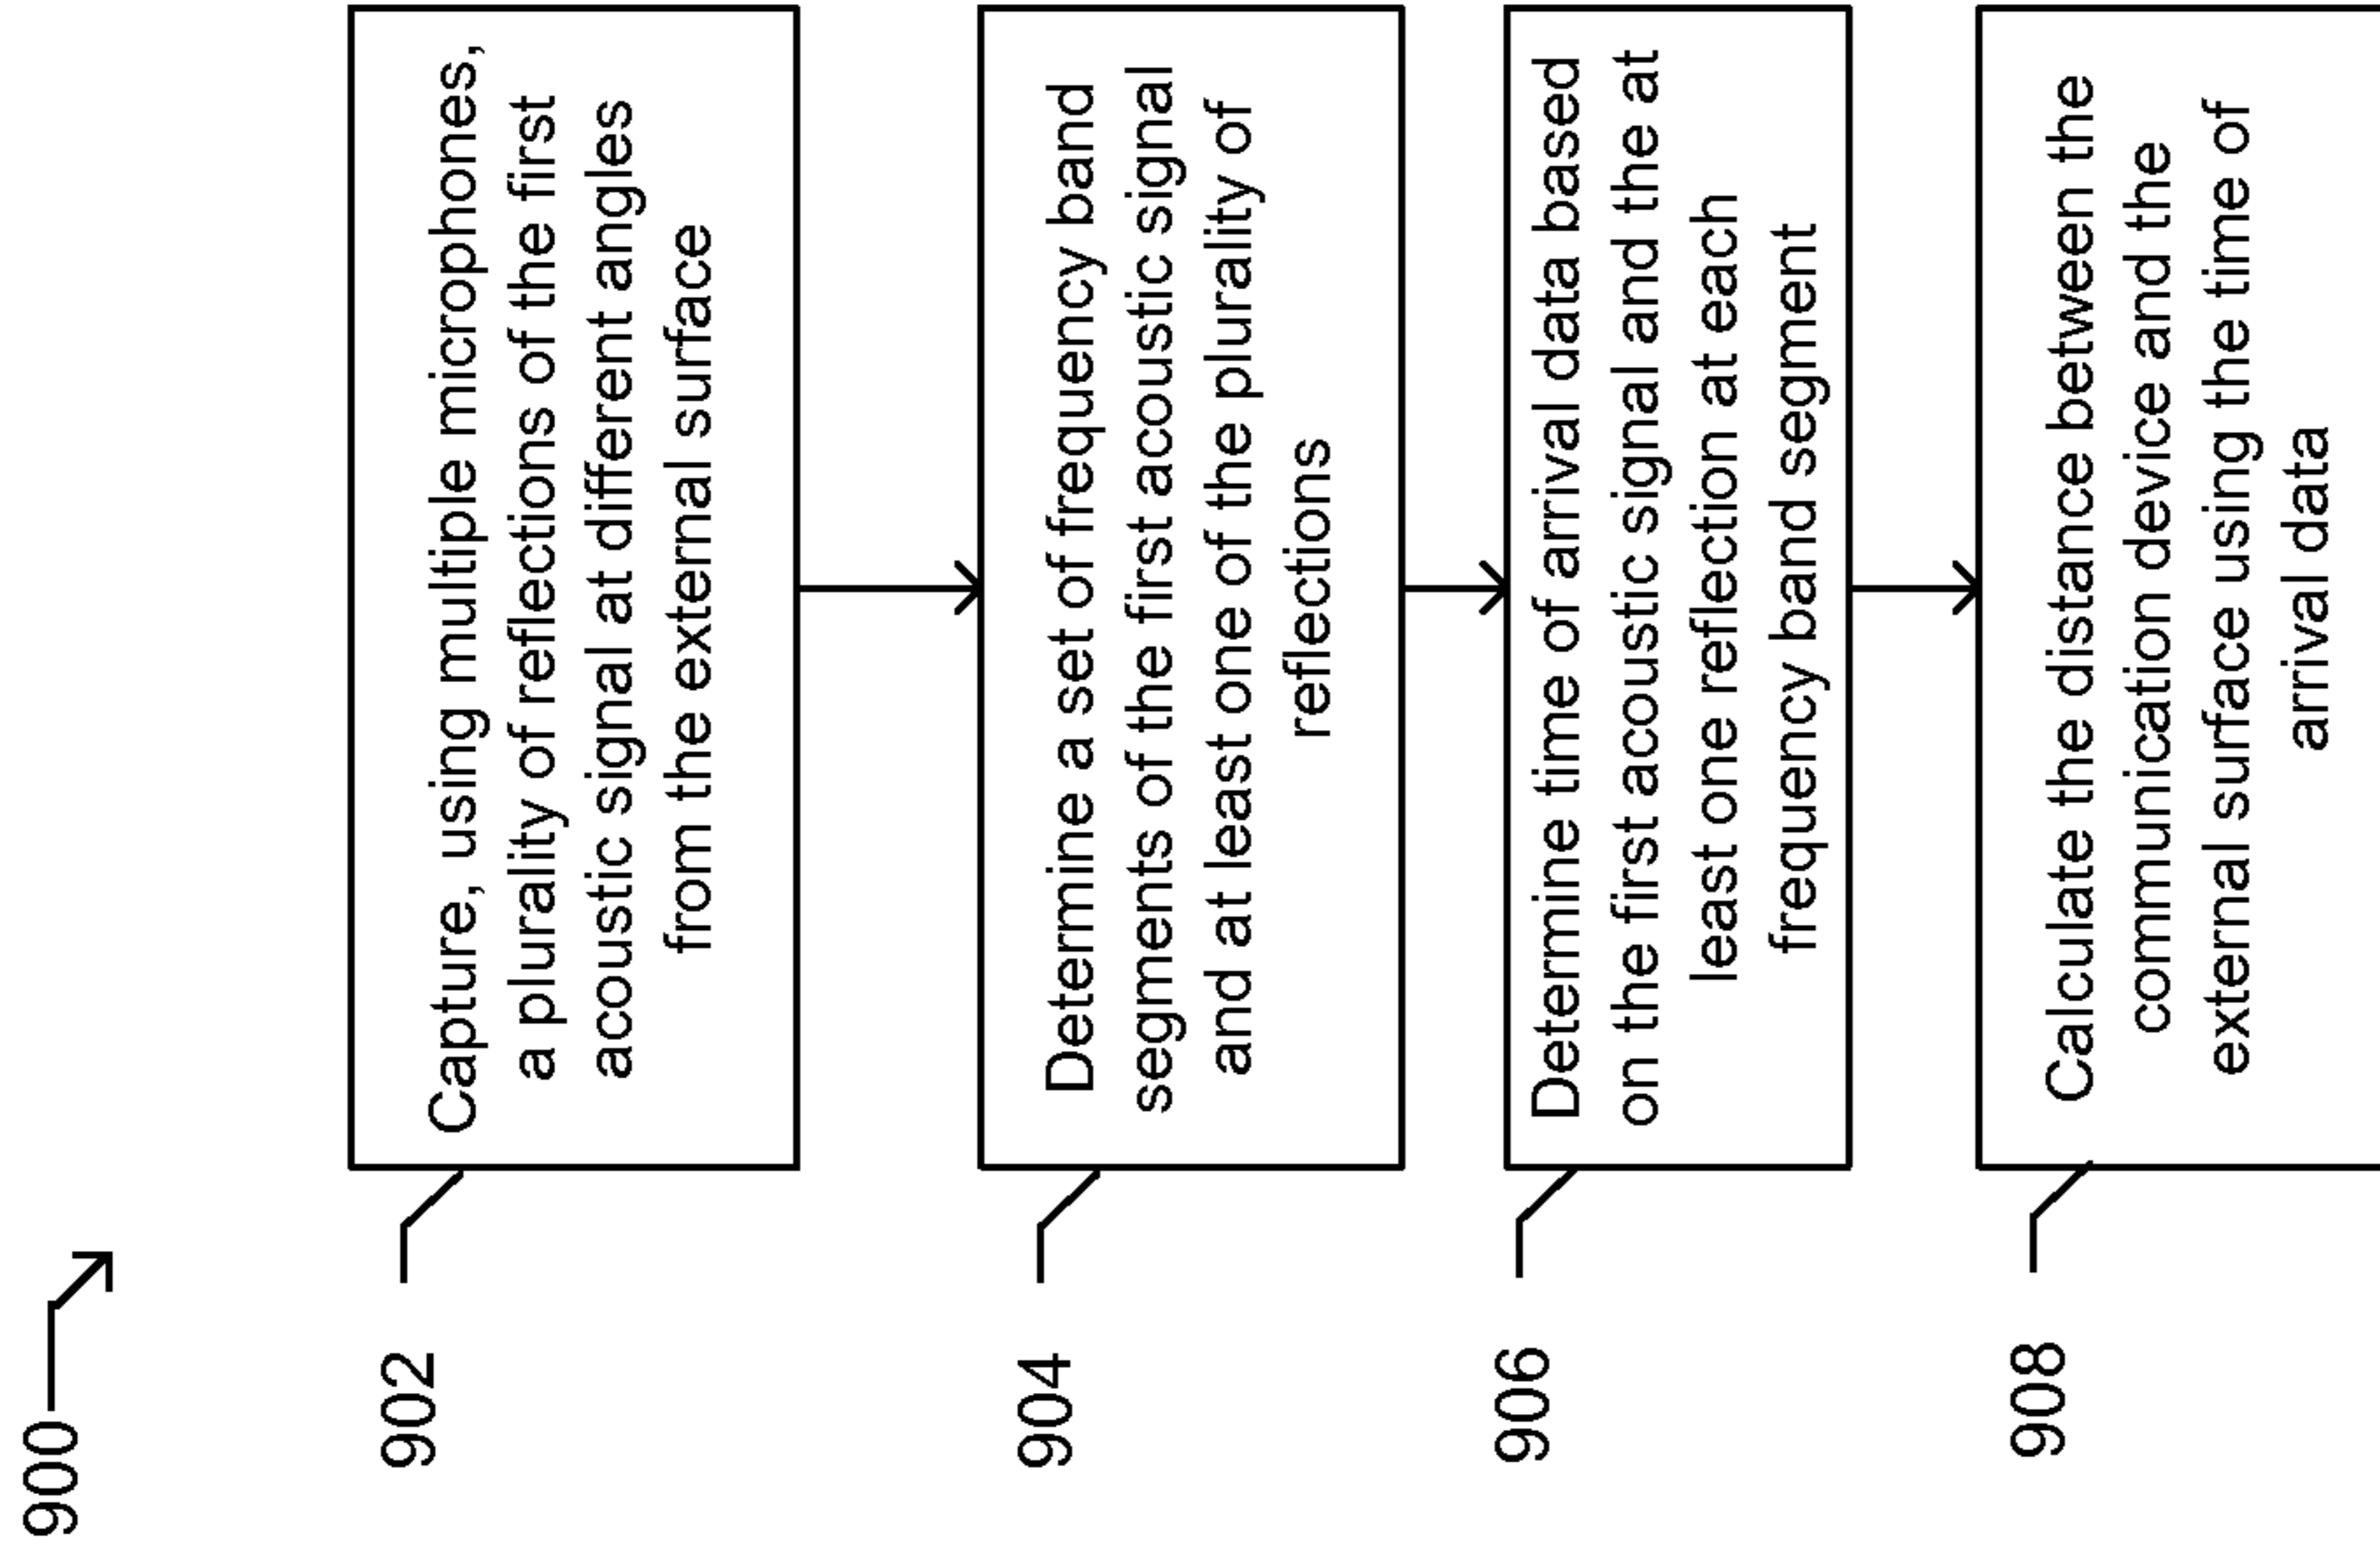 900
902
Capture, using multiple microphones,
a plurality of reflections of the first
acoustic signal at different angles
from the external surface
904
Determine a set of frequency band
segments of the first acoustic signal
and at least one of the plurality of
reflections
906
Determine time of arrival data based
on the first acoustic signal and the at
least one reflection at each
frequency band segment
908
Calculate the distance between the
communication device and the
external surface using the time of
arrival data